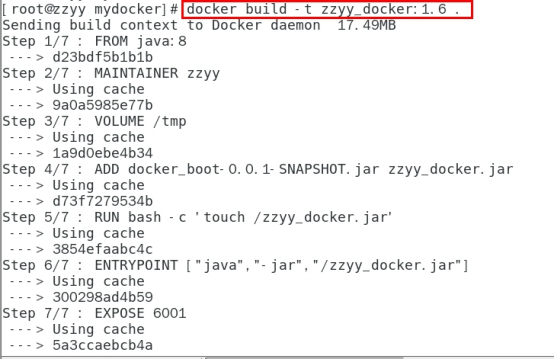 [root@zzyy mydocker]# docker build -t zzyy_docker:1.6 .
Sending build context to Docker daemon  17.49MB
Step 1/7 : FROM java:8
 ---> d23bdf5b1b1b
Step 2/7 : MAINTAINER zzyy
 ---> Using cache
 ---> 9a0a5985e77b
Step 3/7 : VOLUME /tmp
 ---> Using cache
 ---> 1a9d0ebe4b34
Step 4/7 : ADD docker_boot-0.0.1-SNAPSHOT.jar zzyy_docker.jar
 ---> Using cache
 ---> d73f7279534b
Step 5/7 : RUN bash -c 'touch /zzyy_docker.jar'
 ---> Using cache
 ---> 3854efaabc4c
Step 6/7 : ENTRYPOINT ["java","-jar","/zzyy_docker.jar"]
 ---> Using cache
 ---> 300298ad4b59
Step 7/7 : EXPOSE 6001
 ---> Using cache
 ---> 5a3ccaebcb4a